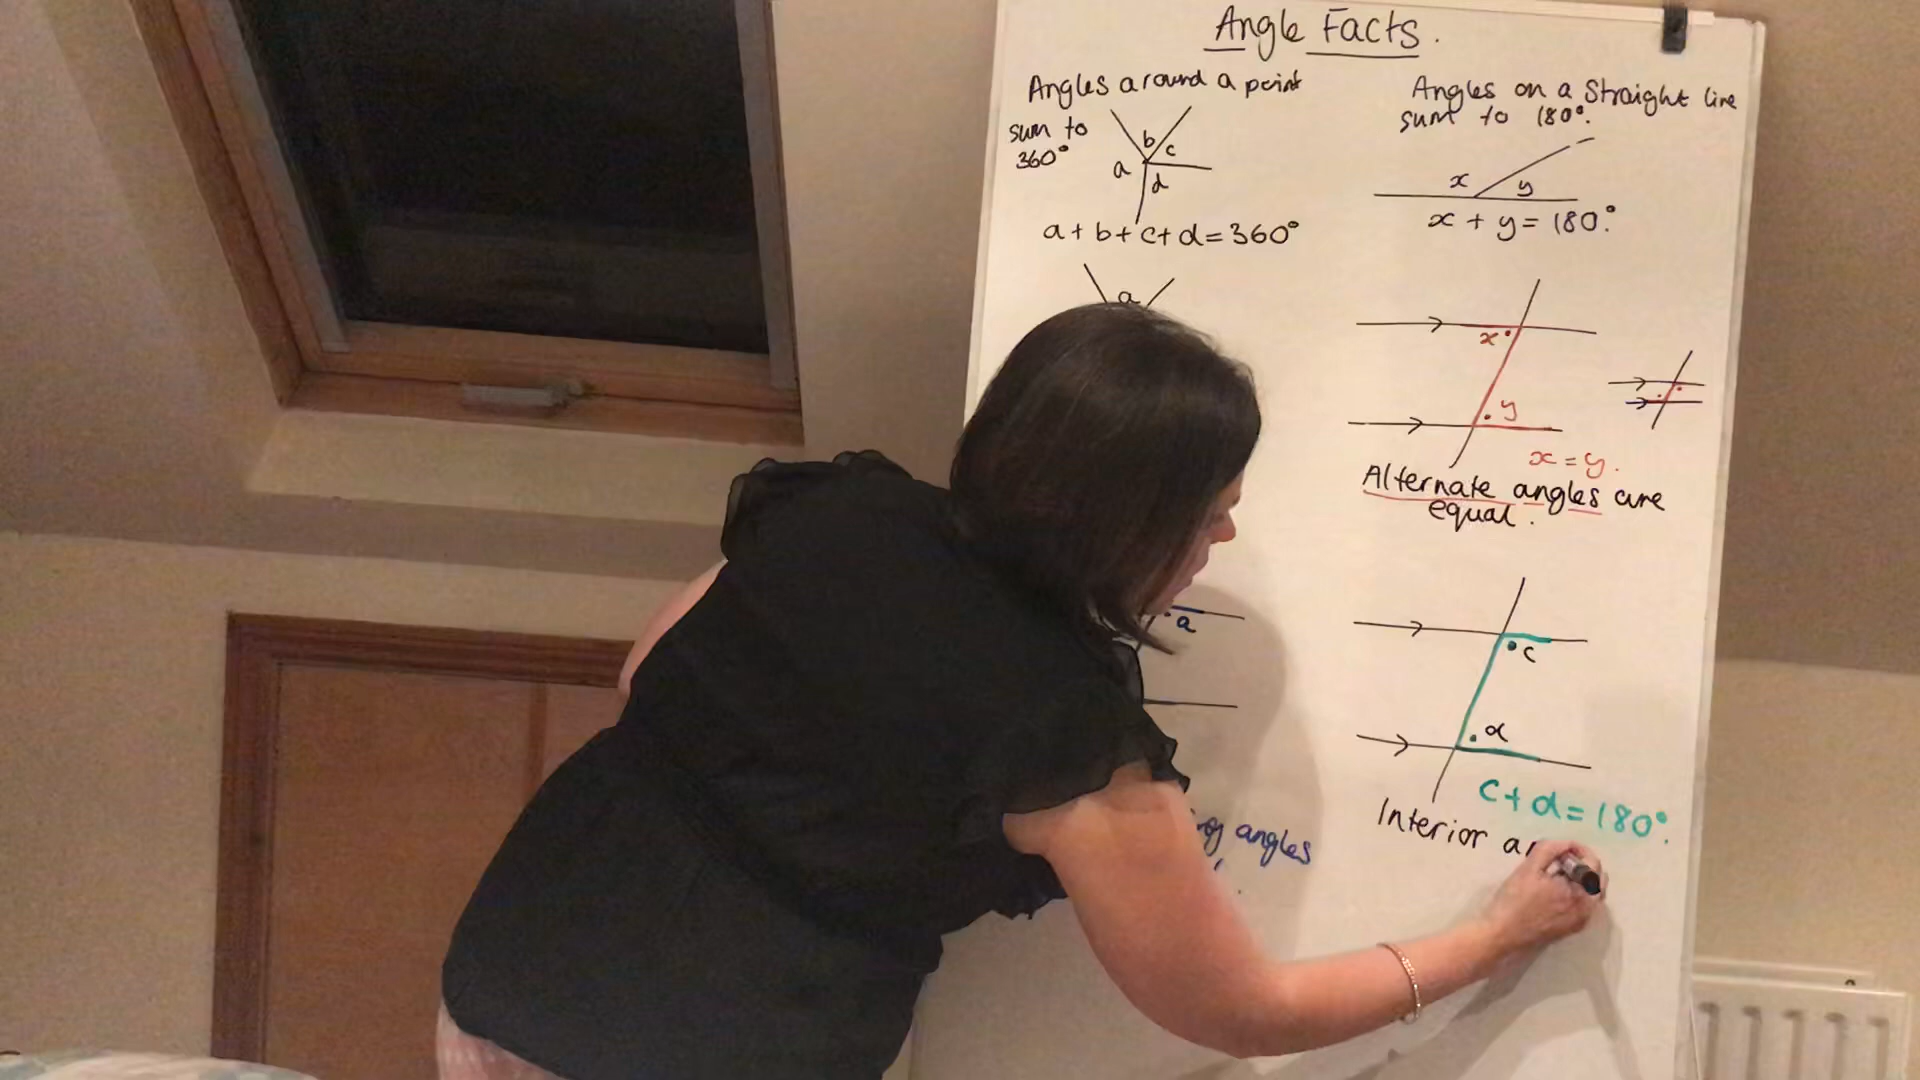 Angle Facts.
Angles around a point
sum to
360°
b
c
a
d
a + b + c + d = 360°
a
Angles on a Straight line
sum to 180°.
x
y
x + y = 180°.
x
y
x = y.
Alternate angles are
equal.
a
angles
c
d
c + d = 180°.
Interior